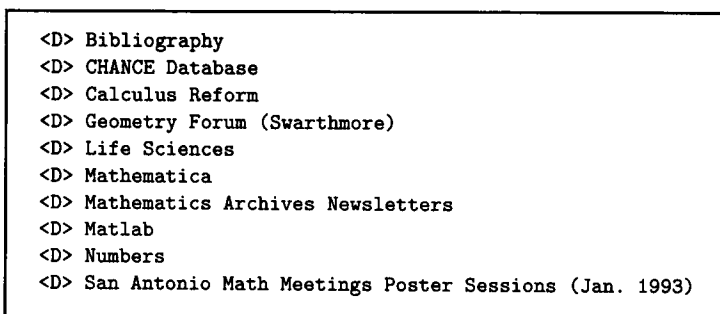 <D> Bibliography
<D> CHANCE Database
<D> Calculus Reform
<D> Geometry Forum (Swarthmore)
<D> Life Sciences
<D> Mathematica
<D> Mathematics Archives Newsletters
<D> Matlab
<D> Numbers
<D> San Antonio Math Meetings Poster Sessions (Jan. 1993)